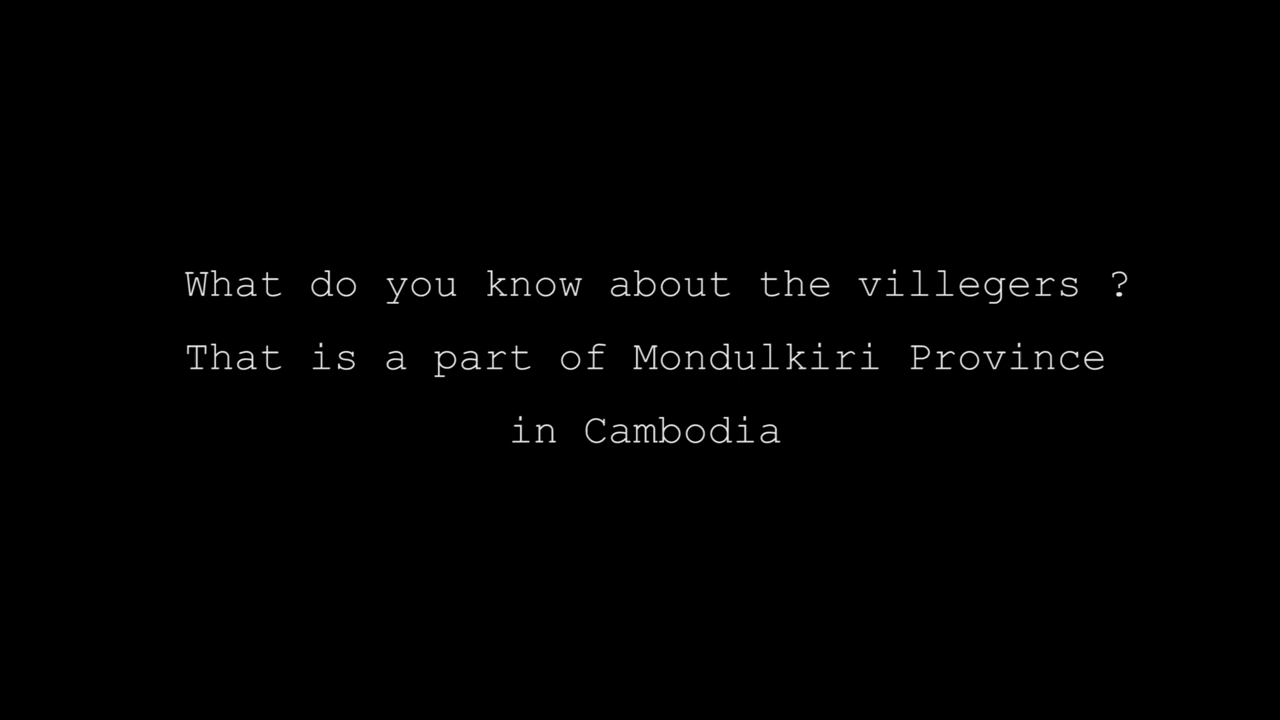 What do you know about the villegers ?
That is a part of Mondulkiri Province
in Cambodia